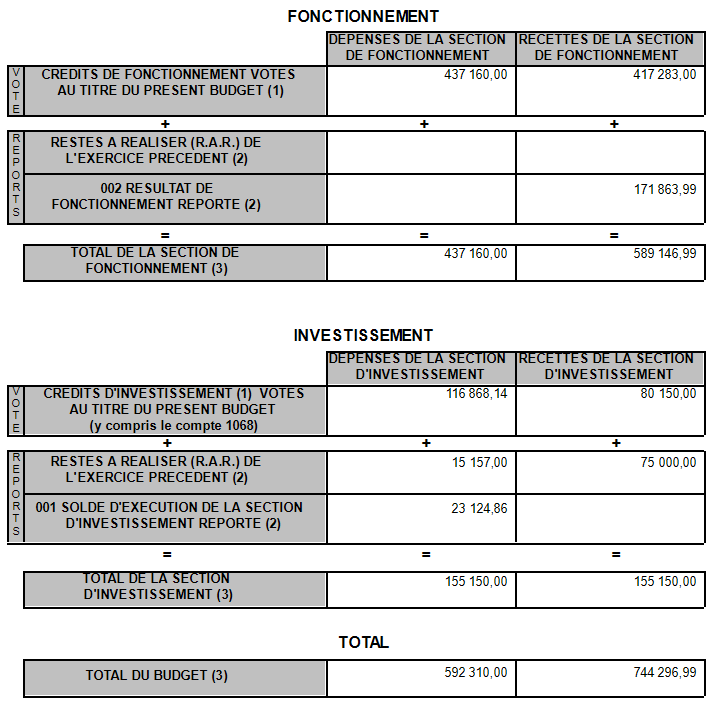 FONCTIONNEMENT
DEPENSES DE LA SECTION DE FONCTIONNEMENT
RECETTES DE LA SECTION DE FONCTIONNEMENT
VOTE
CREDITS DE FONCTIONNEMENT VOTES
AU TITRE DU PRESENT BUDGET (1)
437 160,00
417 283,00
+ + +
REPORTS
RESTES A REALISER (R.A.R.) DE
L'EXERCICE PRECEDENT (2)
002 RESULTAT DE
FONCTIONNEMENT REPORTE (2)
171 863,99
= = =
TOTAL DE LA SECTION DE
FONCTIONNEMENT (3)
437 160,00
589 146,99
INVESTISSEMENT
DEPENSES DE LA SECTION D'INVESTISSEMENT
RECETTES DE LA SECTION D'INVESTISSEMENT
VOTE
CREDITS D'INVESTISSEMENT (1) VOTES
AU TITRE DU PRESENT BUDGET
(y compris le compte 1068)
116 868,14
80 150,00
+ + +
REPORTS
RESTES A REALISER (R.A.R.) DE
L'EXERCICE PRECEDENT (2)
15 157,00
75 000,00
001 SOLDE D'EXECUTION DE LA SECTION
D'INVESTISSEMENT REPORTE (2)
23 124,86
= = =
TOTAL DE LA SECTION
D'INVESTISSEMENT (3)
155 150,00
155 150,00
TOTAL
TOTAL DU BUDGET (3)
592 310,00
744 296,99